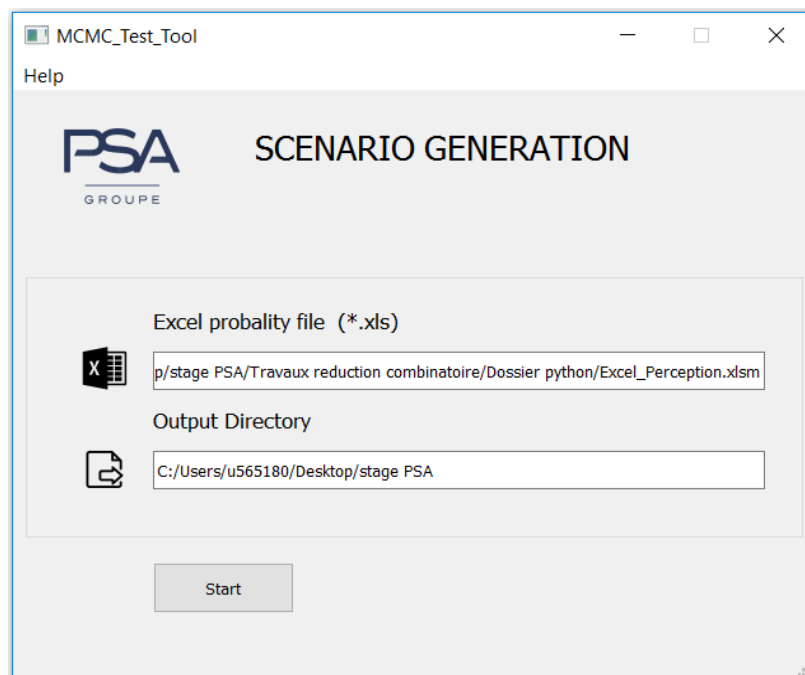 MCMC_Test_Tool
Help
PSA
GROUPE
SCENARIO GENERATION
Excel probality file (*.xls)
X
p/stage PSA/Travaux reduction combinatoire/Dossier python/Excel_Perception.xlsm
Output Directory
C:/Users/u565180/Desktop/stage PSA
Start